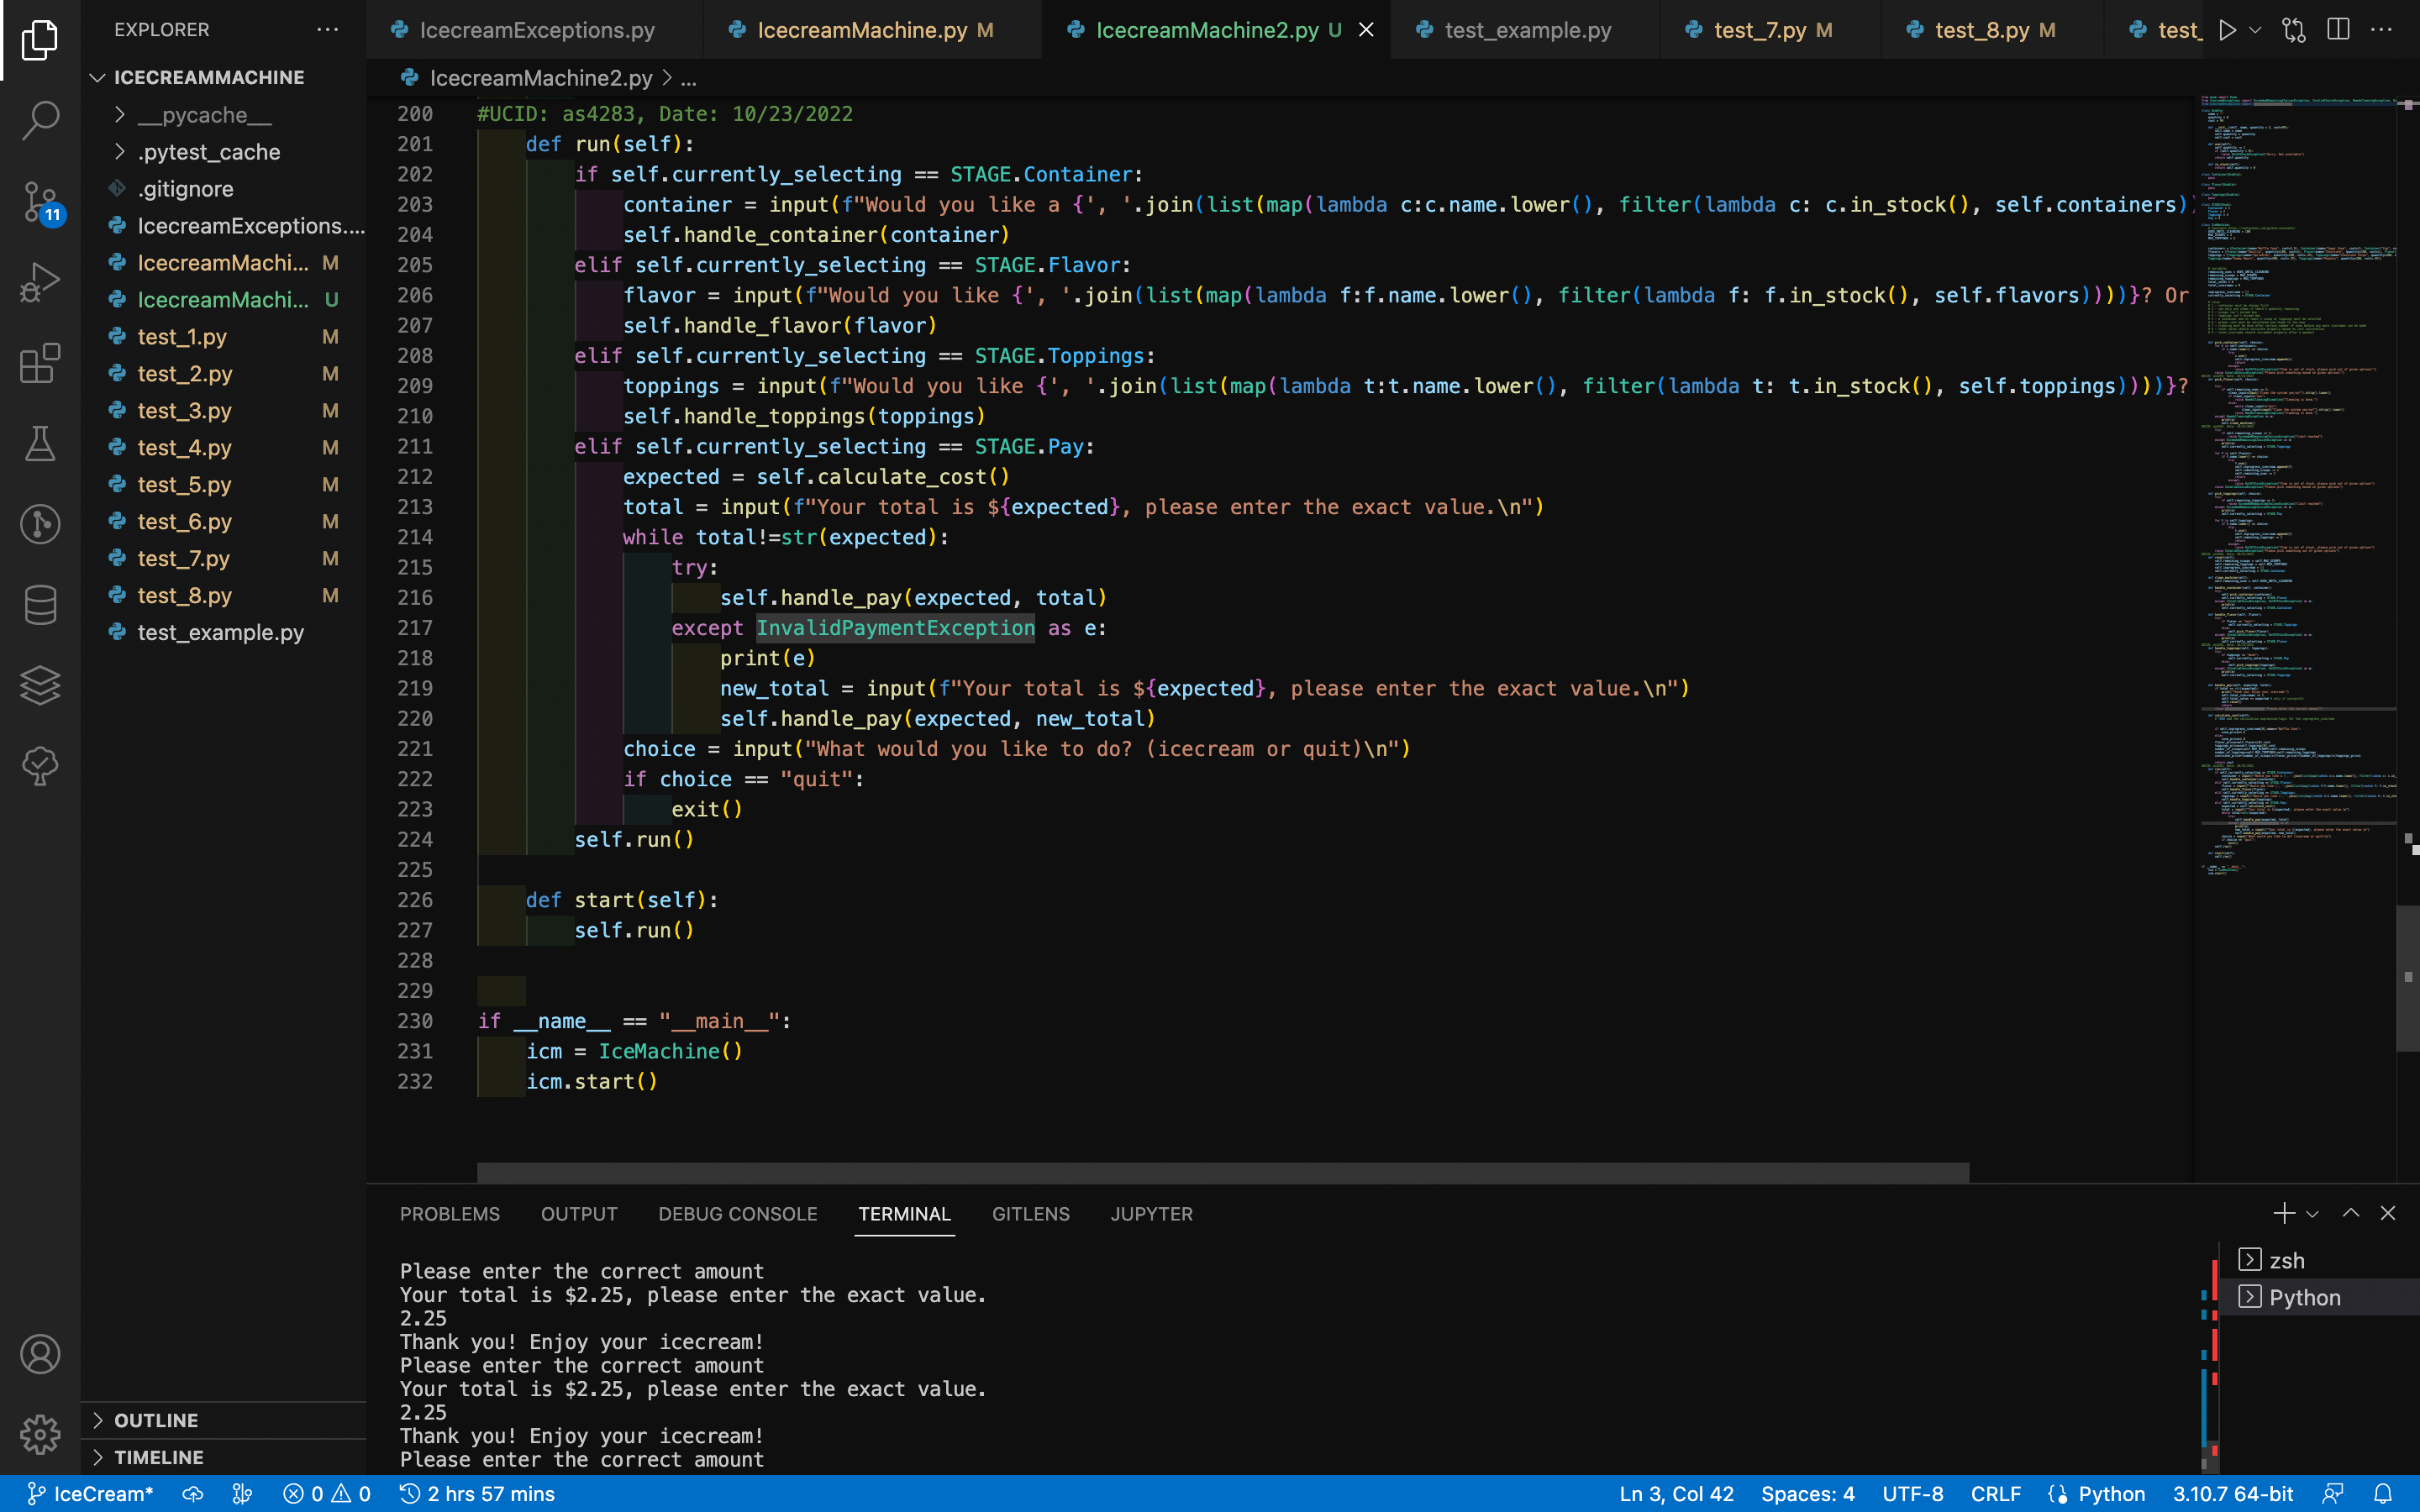 EXPLORER
ICECREAMMACHINE
__pycache__
.pytest_cache
.gitignore
IcecreamExceptions....
IcecreamMachi... M
IcecreamMachi... U
test_1.py M
test_2.py M
test_3.py M
test_4.py M
test_5.py M
test_6.py M
test_7.py M
test_8.py M
test_example.py
OUTLINE
TIMELINE
11
IcecreamExceptions.py IcecreamMachine.py M IcecreamMachine2.py U test_example.py test_7.py M test_8.py M test_
IcecreamMachine2.py > ...
200 #UCID: as4283, Date: 10/23/2022
201 def run(self):
202 if self.currently_selecting == STAGE.Container:
203 container = input(f"Would you like a {', '.join(list(map(lambda c:c.name.lower(), filter(lambda c: c.in_stock(), self.containers)
204 self.handle_container(container)
205 elif self.currently_selecting == STAGE.Flavor:
206 flavor = input(f"Would you like {', '.join(list(map(lambda f:f.name.lower(), filter(lambda f: f.in_stock(), self.flavors))))}? Or
207 self.handle_flavor(flavor)
208 elif self.currently_selecting == STAGE.Toppings:
209 toppings = input(f"Would you like {', '.join(list(map(lambda t:t.name.lower(), filter(lambda t: t.in_stock(), self.toppings))))}?
210 self.handle_toppings(toppings)
211 elif self.currently_selecting == STAGE.Pay:
212 expected = self.calculate_cost()
213 total = input(f"Your total is ${expected}, please enter the exact value.\n")
214 while total!=str(expected):
215 try:
216 self.handle_pay(expected, total)
217 except InvalidPaymentException as e:
218 print(e)
219 new_total = input(f"Your total is ${expected}, please enter the exact value.\n")
220 self.handle_pay(expected, new_total)
221 choice = input("What would you like to do? (icecream or quit)\n")
222 if choice == "quit":
223 exit()
224 self.run()
225
226 def start(self):
227 self.run()
228
229
230 if __name__ == "__main__":
231 icm = IceMachine()
232 icm.start()
PROBLEMS OUTPUT DEBUG CONSOLE TERMINAL GITLENS JUPYTER
Please enter the correct amount
Your total is $2.25, please enter the exact value.
2.25
Thank you! Enjoy your icecream!
Please enter the correct amount
Your total is $2.25, please enter the exact value.
2.25
Thank you! Enjoy your icecream!
Please enter the correct amount
zsh
Python
IceCream* 0 0 2 hrs 57 mins Ln 3, Col 42 Spaces: 4 UTF-8 CRLF Python 3.10.7 64-bit